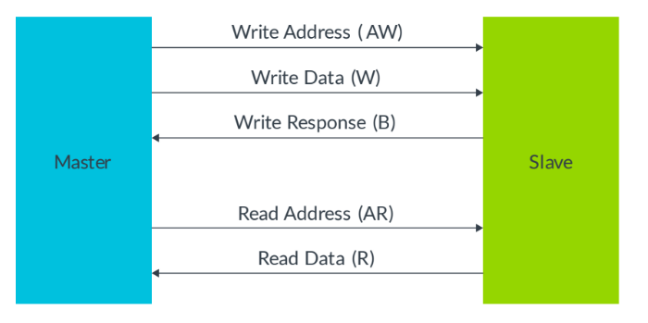 Write Address (AW)
Write Data (W)
Write Response (B)
Master
Slave
Read Address (AR)
Read Data (R)